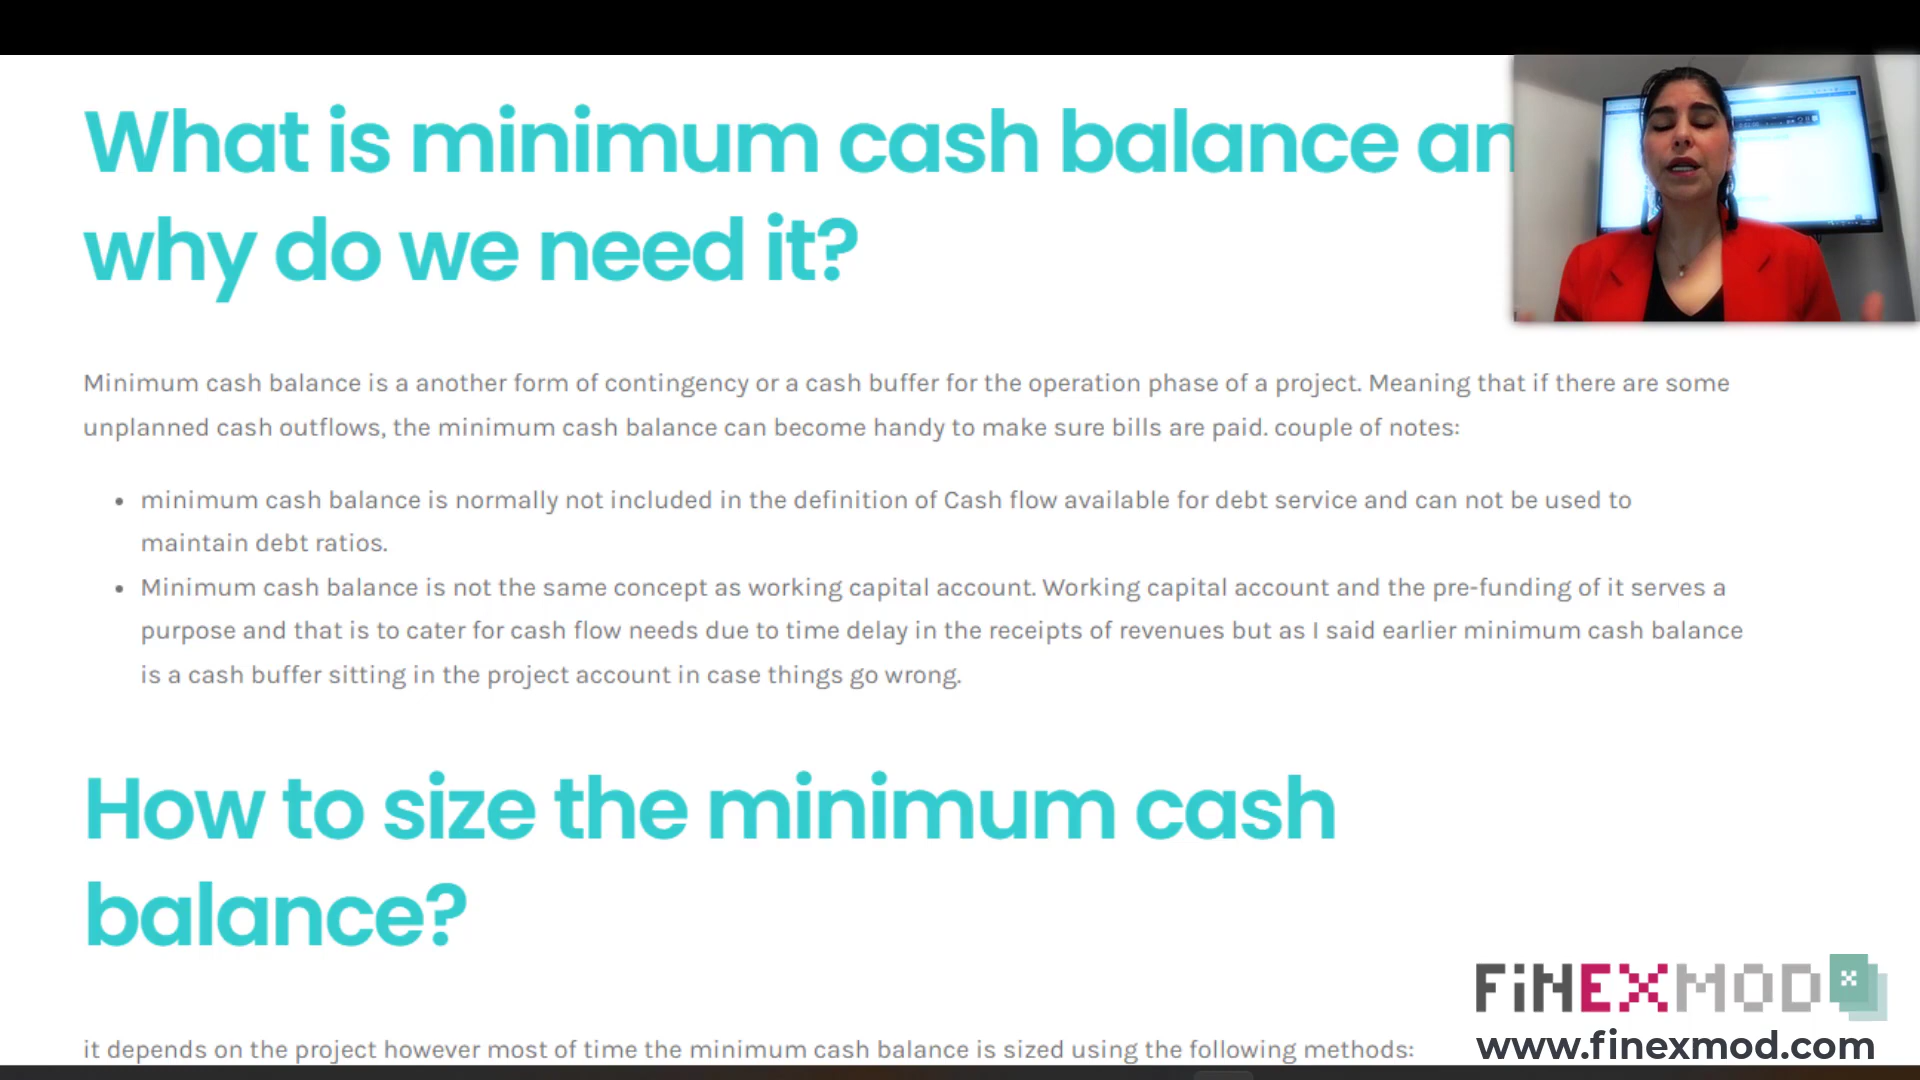 What is minimum cash balance an
why do we need it?
Minimum cash balance is a another form of contingency or a cash buffer for the operation phase of a project. Meaning that if there are some
unplanned cash outflows, the minimum cash balance can become handy to make sure bills are paid. couple of notes:
• minimum cash balance is normally not included in the definition of Cash flow available for debt service and can not be used to
maintain debt ratios.
• Minimum cash balance is not the same concept as working capital account. Working capital account and the pre-funding of it serves a
purpose and that is to cater for cash flow needs due to time delay in the receipts of revenues but as I said earlier minimum cash balance
is a cash buffer sitting in the project account in case things go wrong.
How to size the minimum cash
balance?
it depends on the project however most of time the minimum cash balance is sized using the following methods:
FiNEXMOD
www.finexmod.com